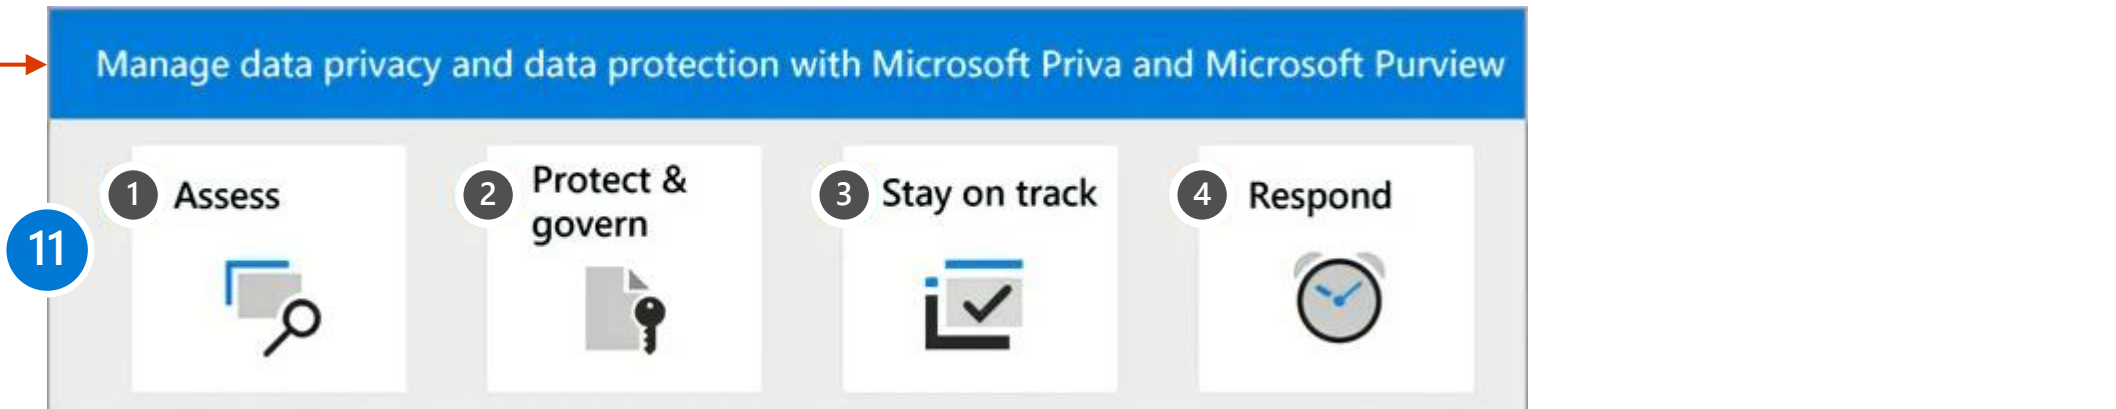 Manage data privacy and data protection with Microsoft Priva and Microsoft Purview
11
1 Assess
2 Protect &
govern
3 Stay on track
4 Respond